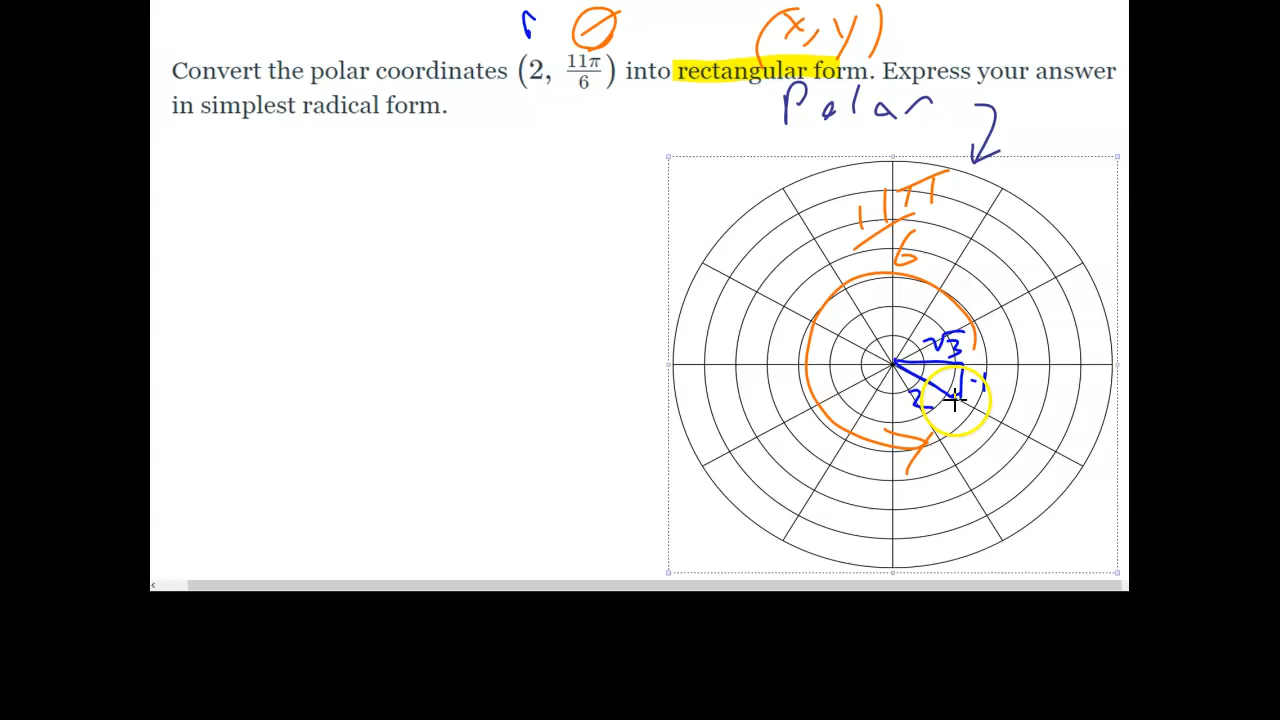 r θ (x, y)
Convert the polar coordinates (2, 11π/6) into rectangular form. Express your answer
in simplest radical form.
Polar
11π/6
√3
2 -1